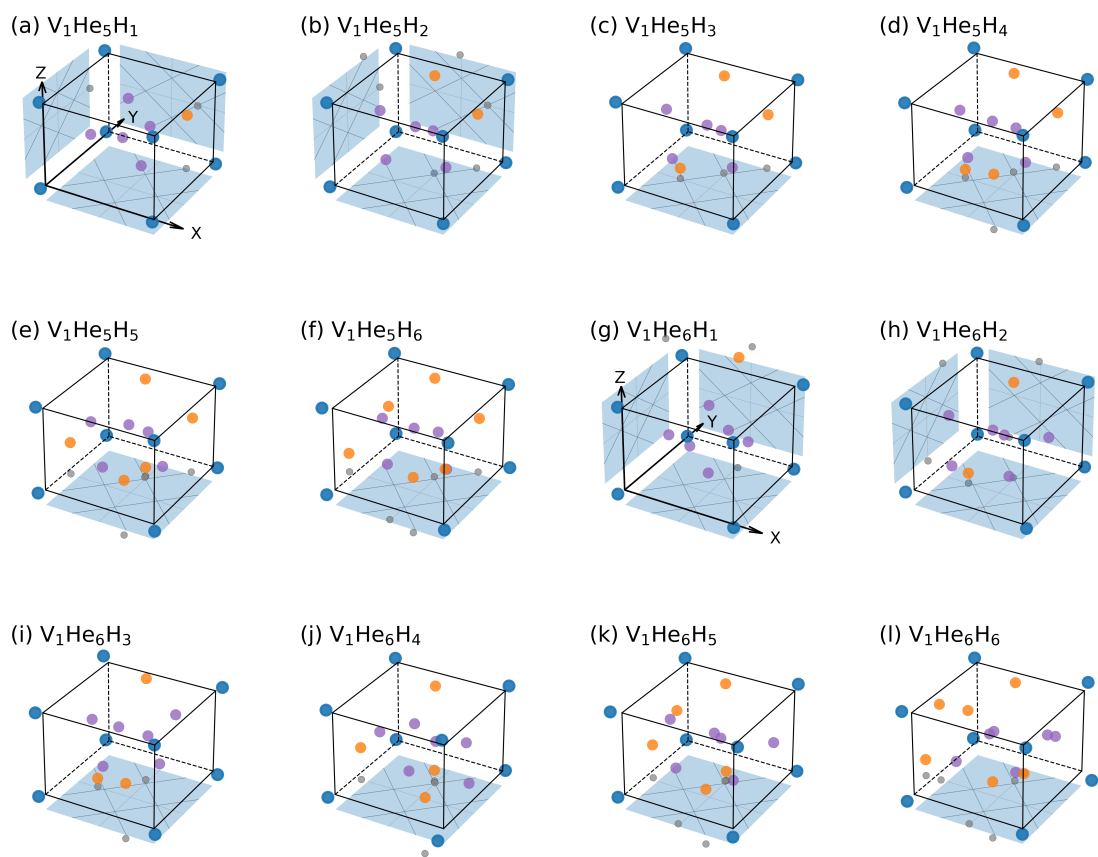 (a) V₁He₅H₁
(b) V₁He₅H₂
(c) V₁He₅H₃
(d) V₁He₅H₄
Z
Y
X
(e) V₁He₅H₅
(f) V₁He₅H₆
(g) V₁He₆H₁
(h) V₁He₆H₂
Z
Y
X
(i) V₁He₆H₃
(j) V₁He₆H₄
(k) V₁He₆H₅
(l) V₁He₆H₆